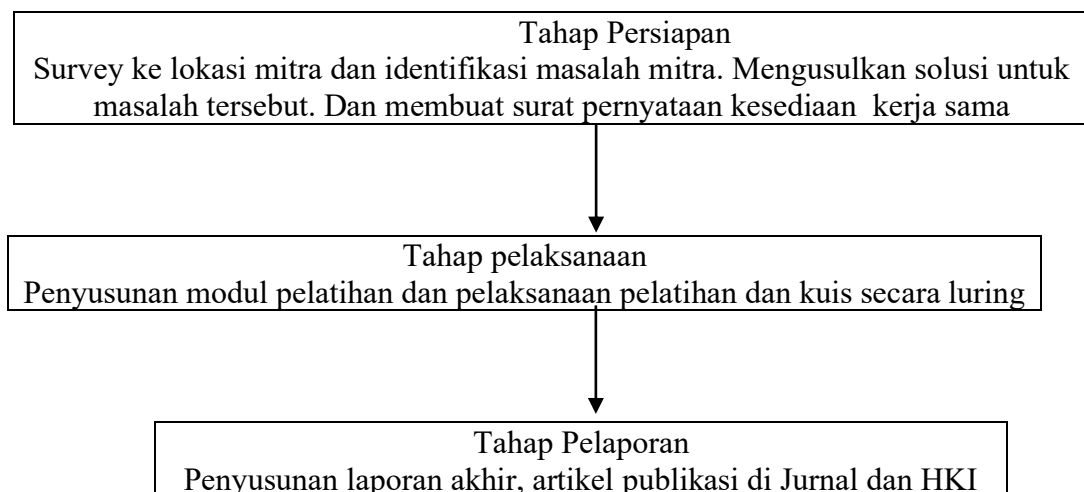 Tahap Persiapan
Survey ke lokasi mitra dan identifikasi masalah mitra. Mengusulkan solusi untuk
masalah tersebut. Dan membuat surat pernyataan kesediaan  kerja sama
Tahap pelaksanaan
Penyusunan modul pelatihan dan pelaksanaan pelatihan dan kuis secara luring
Tahap Pelaporan
Penyusunan laporan akhir, artikel publikasi di Jurnal dan HKI